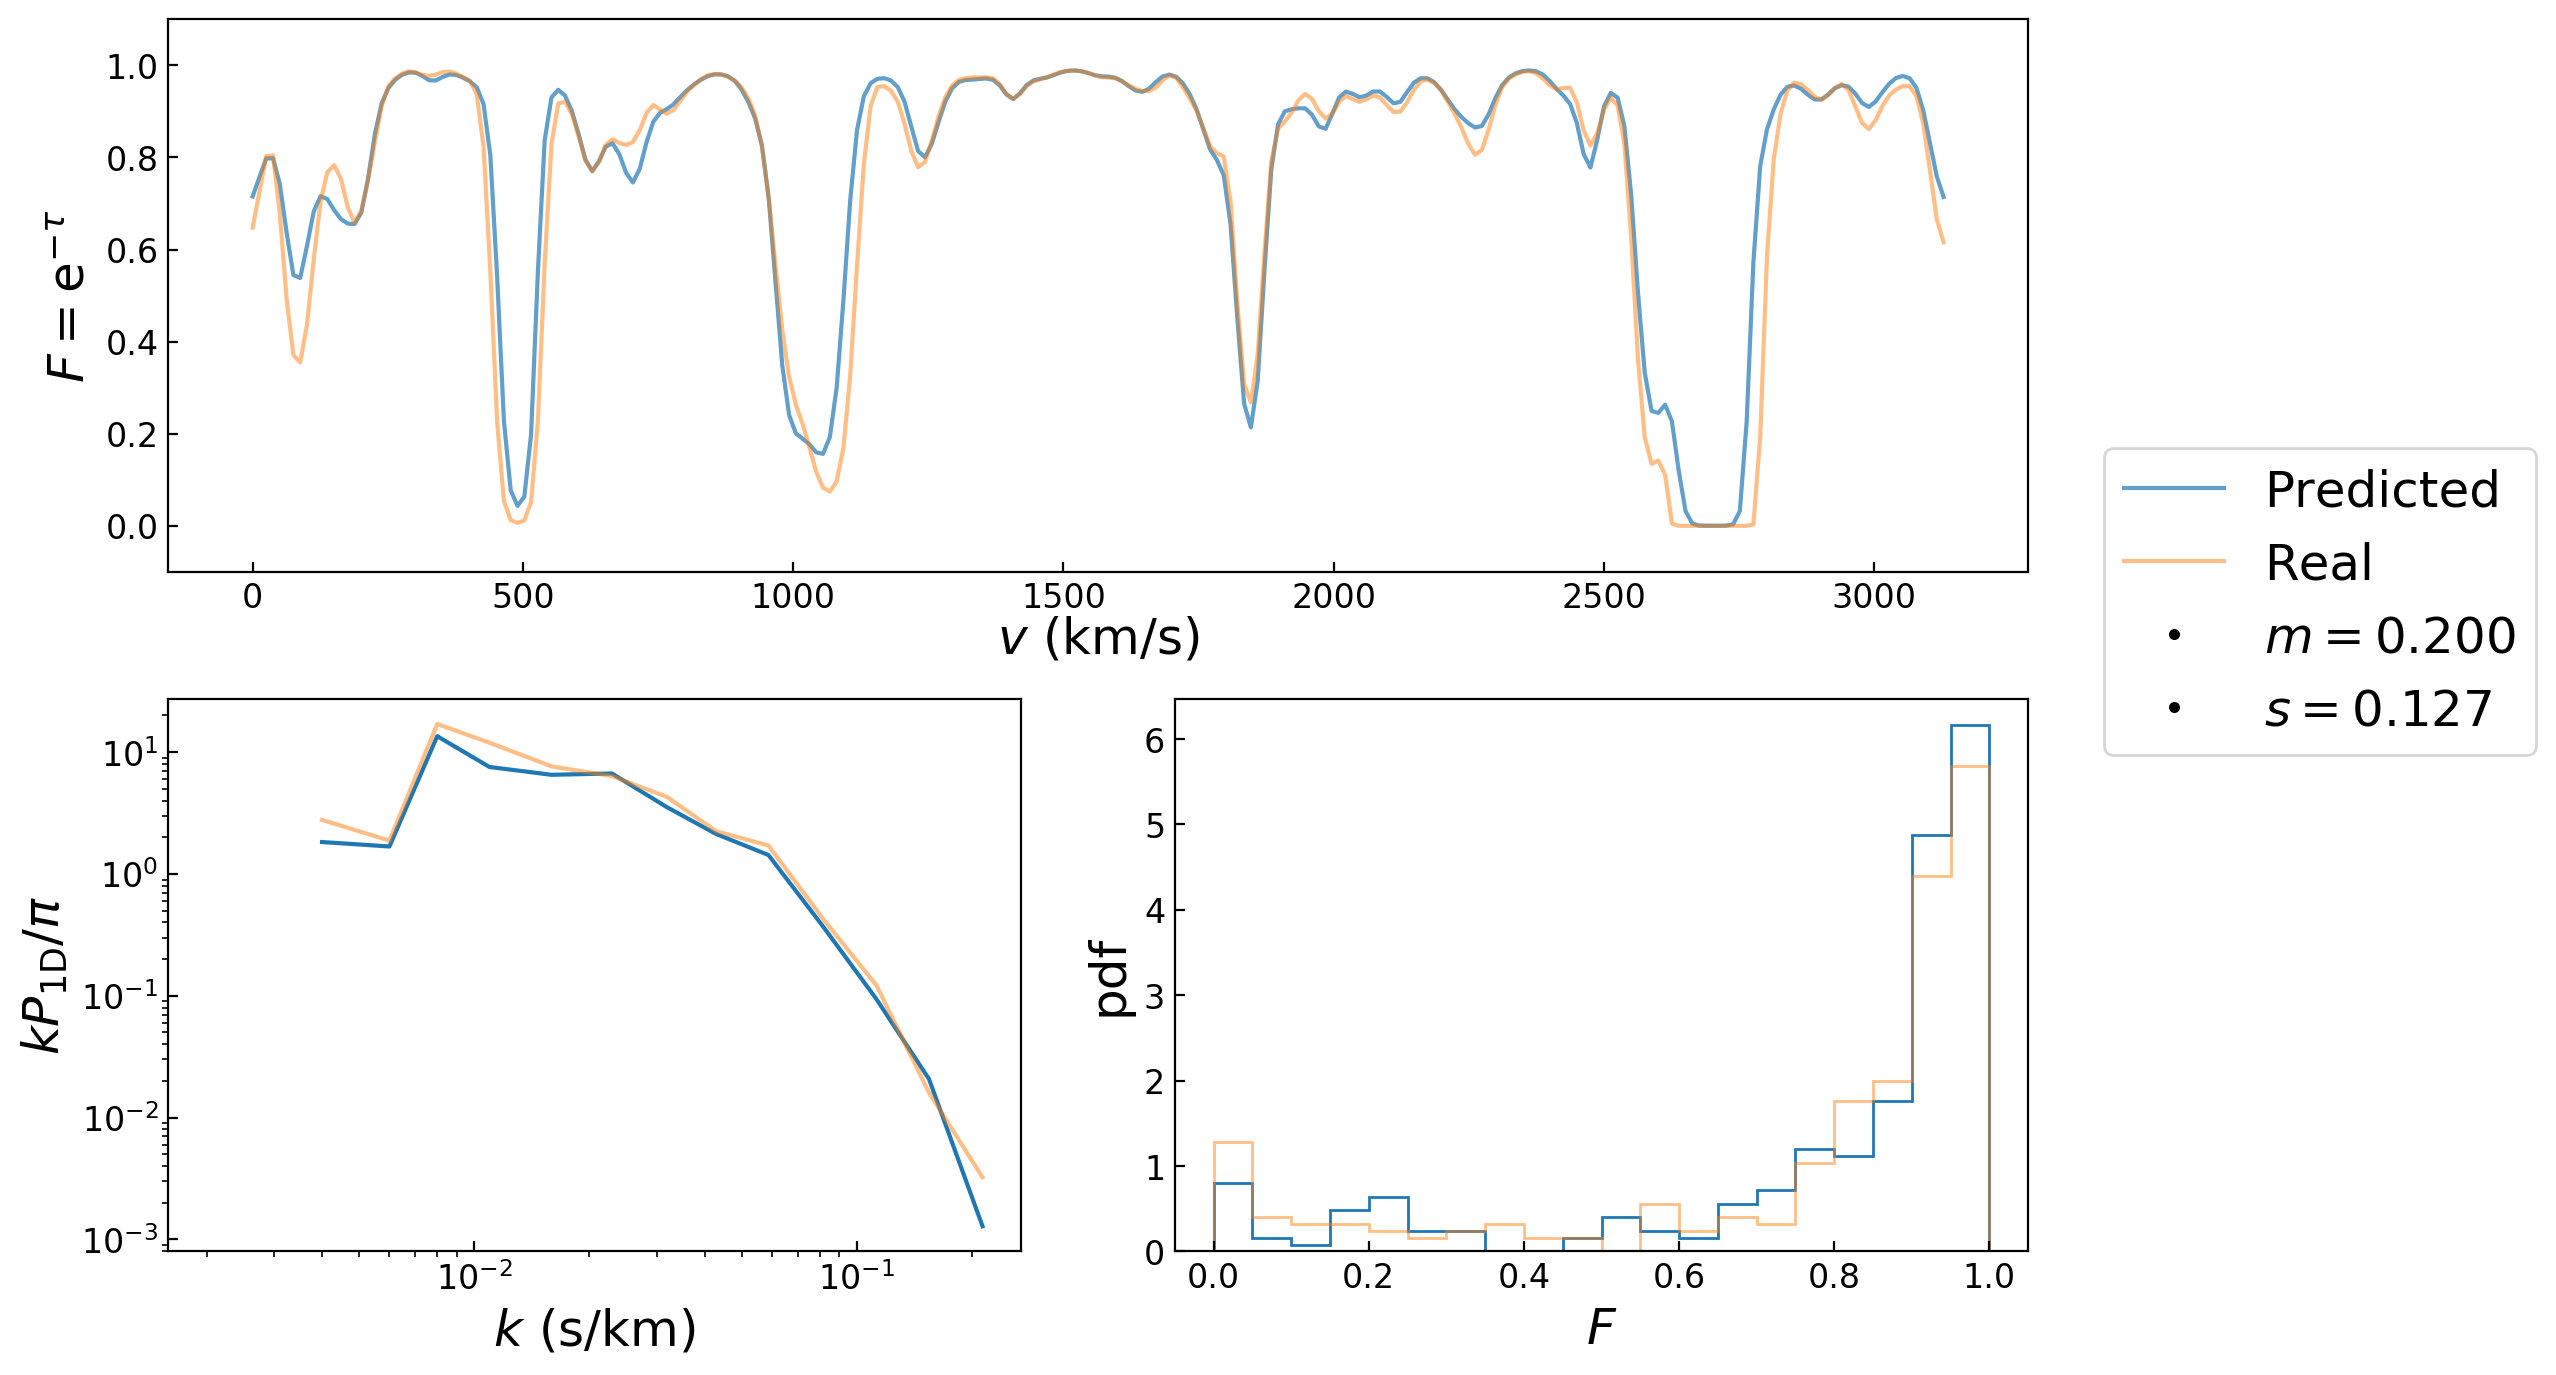 1.0
0.8
0.6
0.4
0.2
0.0
F = e^{-τ}
0 500 1000 1500 2000 2500 3000
v (km/s)
Predicted
Real
m = 0.200
s = 0.127
10^1
10^0
10^{-1}
10^{-2}
10^{-3}
kP_{1D}/π
10^{-2} 10^{-1}
k (s/km)
6
5
4
3
2
1
0
pdf
0.0 0.2 0.4 0.6 0.8 1.0
F